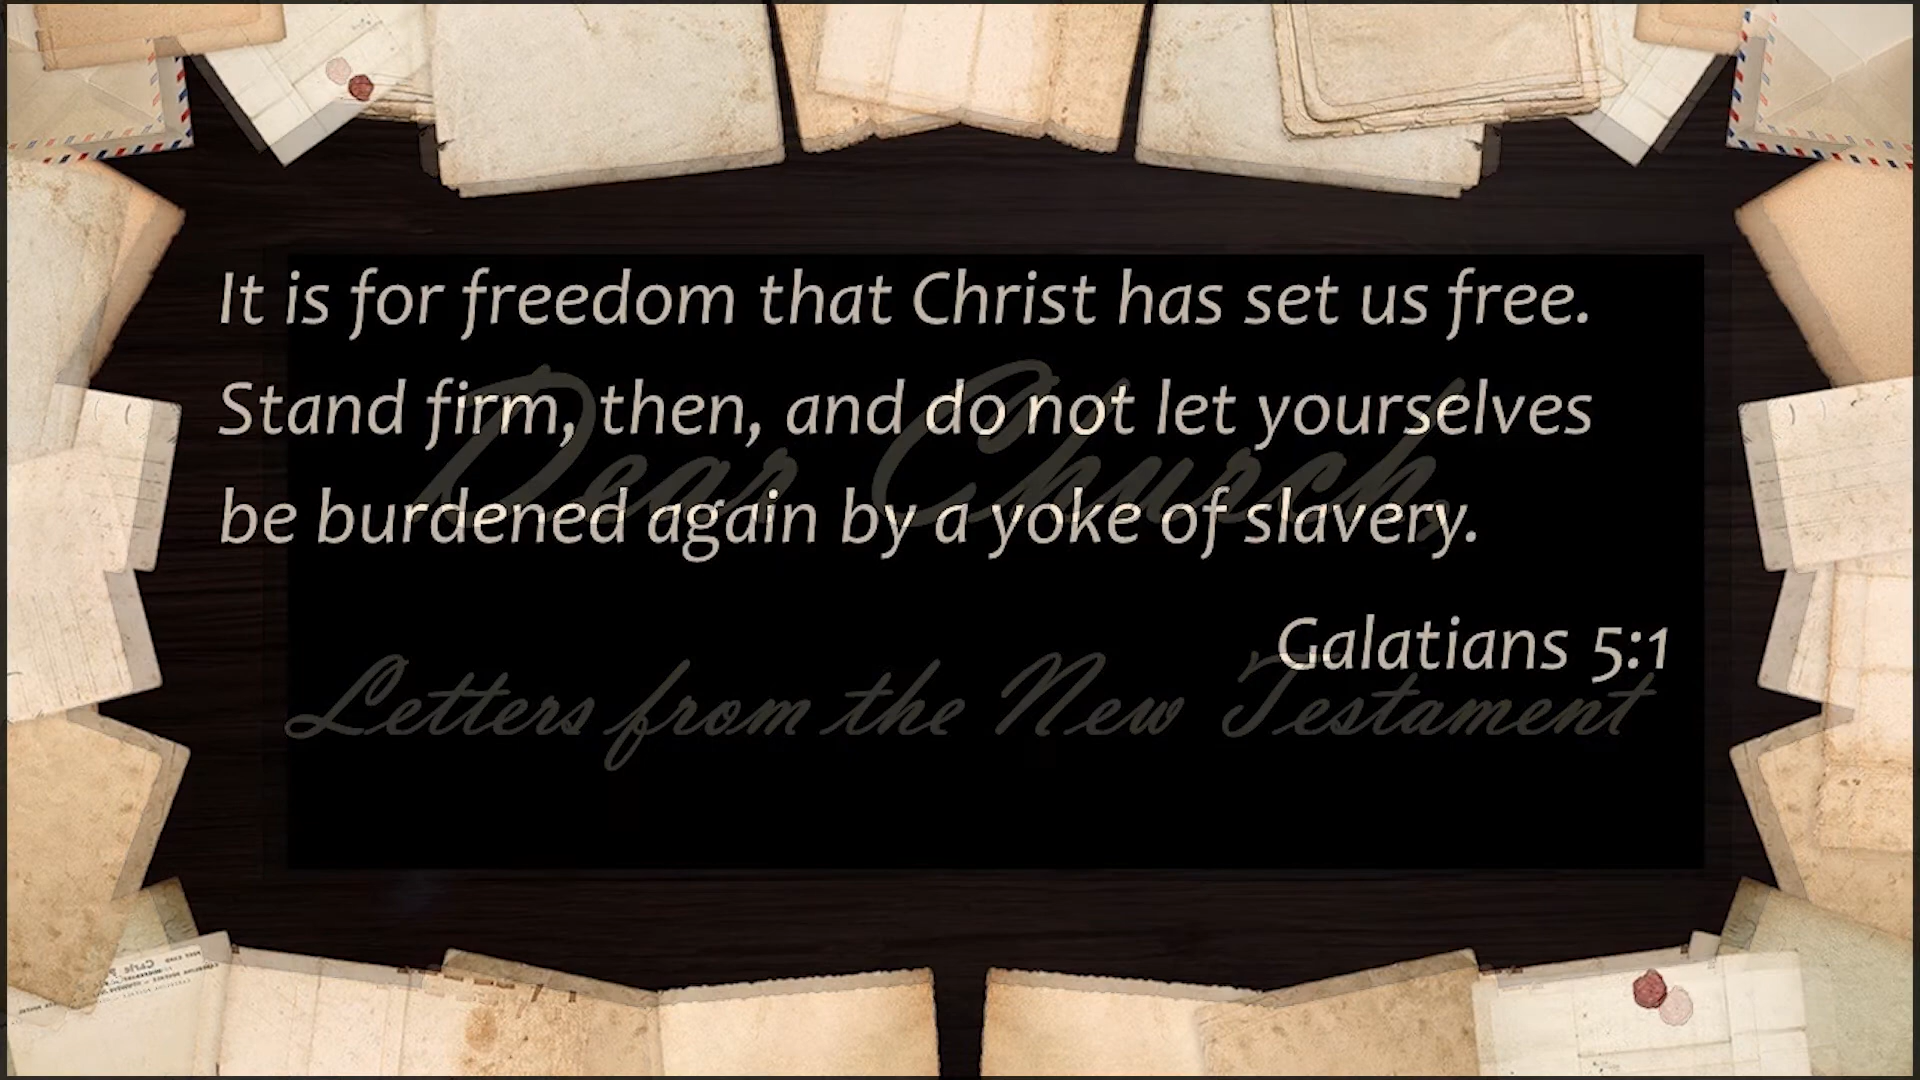 It is for freedom that Christ has set us free.
Stand firm, then, and do not let yourselves
be burdened again by a yoke of slavery.
Galatians 5:1
Dear Church,
Letters from the New Testament